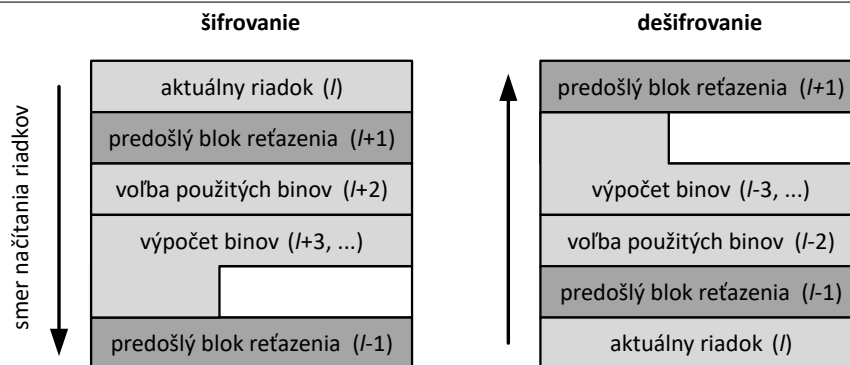 šifrovanie
smer načítania riadkov
aktuálny riadok (l)
predošlý blok reťazenia (l+1)
voľba použitých binov (l+2)
výpočet binov (l+3, ...)
predošlý blok reťazenia (l-1)
dešifrovanie
predošlý blok reťazenia (l+1)
výpočet binov (l-3, ...)
voľba použitých binov (l-2)
predošlý blok reťazenia (l-1)
aktuálny riadok (l)